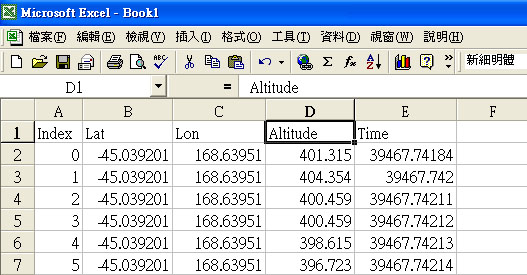 Microsoft Excel - Book1
檔案(F) 編輯(E) 檢視(V) 插入(I) 格式(O) 工具(T) 資料(D) 視窗(W) 說明(H)
新細明體
D1 = Altitude
A B C D E F
1 Index Lat Lon Altitude Time
2 0 -45.039201 168.63951 401.315 39467.74184
3 1 -45.039201 168.63951 404.354 39467.742
4 2 -45.039201 168.63951 400.459 39467.74211
5 3 -45.039201 168.63951 400.459 39467.74212
6 4 -45.039201 168.63951 398.615 39467.74213
7 5 -45.039201 168.63951 396.723 39467.74214